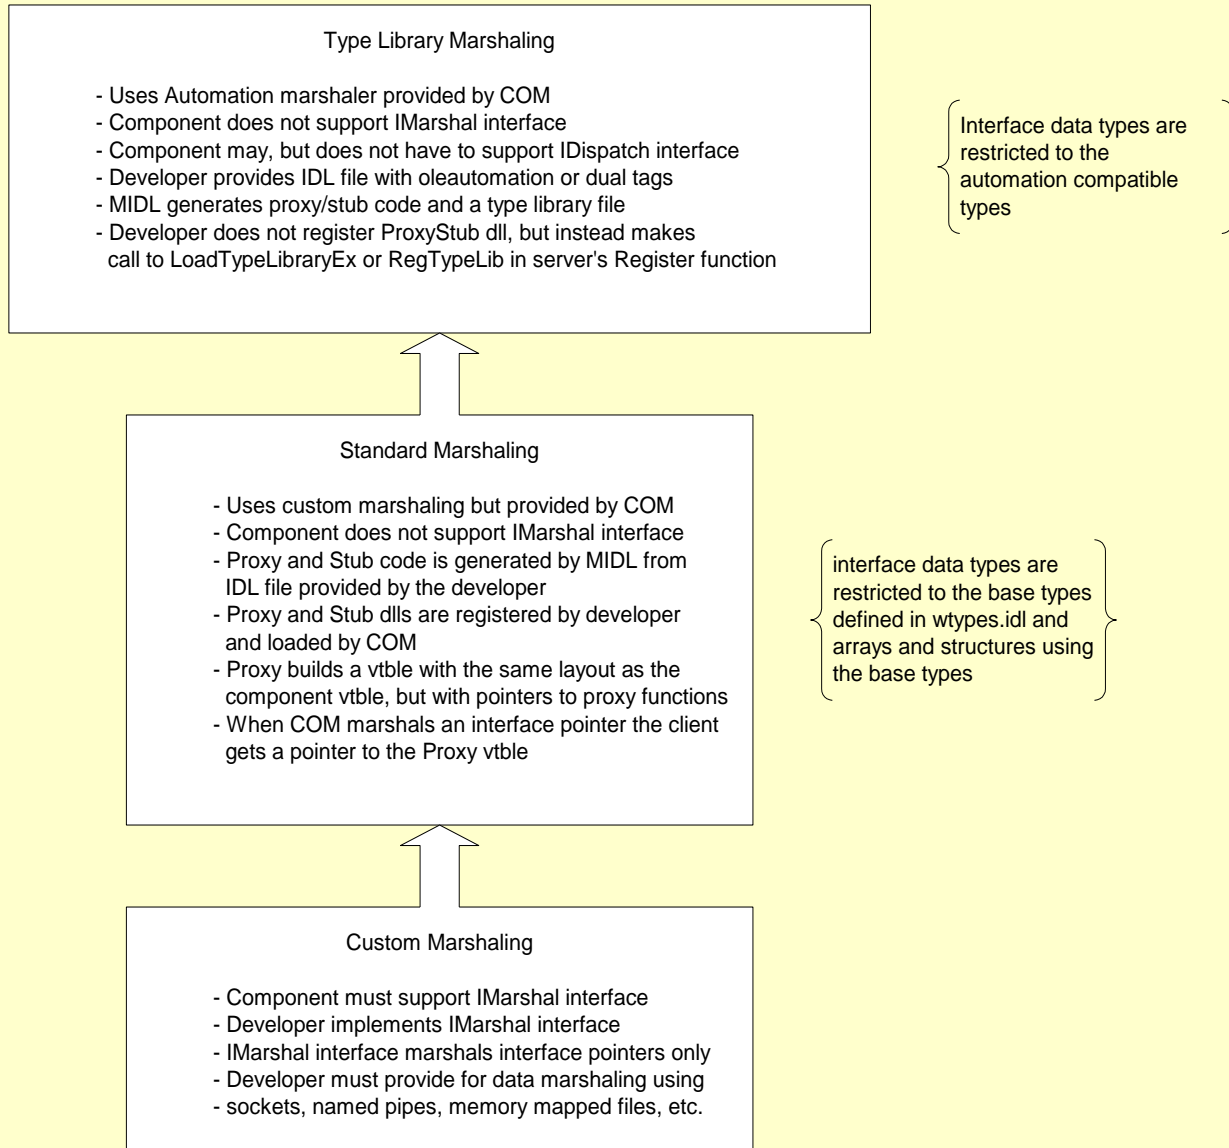 Type Library Marshaling
- Uses Automation marshaler provided by COM
- Component does not support IMarshal interface
- Component may, but does not have to support IDispatch interface
- Developer provides IDL file with oleautomation or dual tags
- MIDL generates proxy/stub code and a type library file
- Developer does not register ProxyStub dll, but instead makes
call to LoadTypeLibraryEx or RegTypeLib in server's Register function
Interface data types are
restricted to the
automation compatible
types
Standard Marshaling
- Uses custom marshaling but provided by COM
- Component does not support IMarshal interface
- Proxy and Stub code is generated by MIDL from
IDL file provided by the developer
- Proxy and Stub dlls are registered by developer
and loaded by COM
- Proxy builds a vtble with the same layout as the
component vtble, but with pointers to proxy functions
- When COM marshals an interface pointer the client
gets a pointer to the Proxy vtble
interface data types are
restricted to the base types
defined in wtypes.idl and
arrays and structures using
the base types
Custom Marshaling
- Component must support IMarshal interface
- Developer implements IMarshal interface
- IMarshal interface marshals interface pointers only
- Developer must provide for data marshaling using
- sockets, named pipes, memory mapped files, etc.